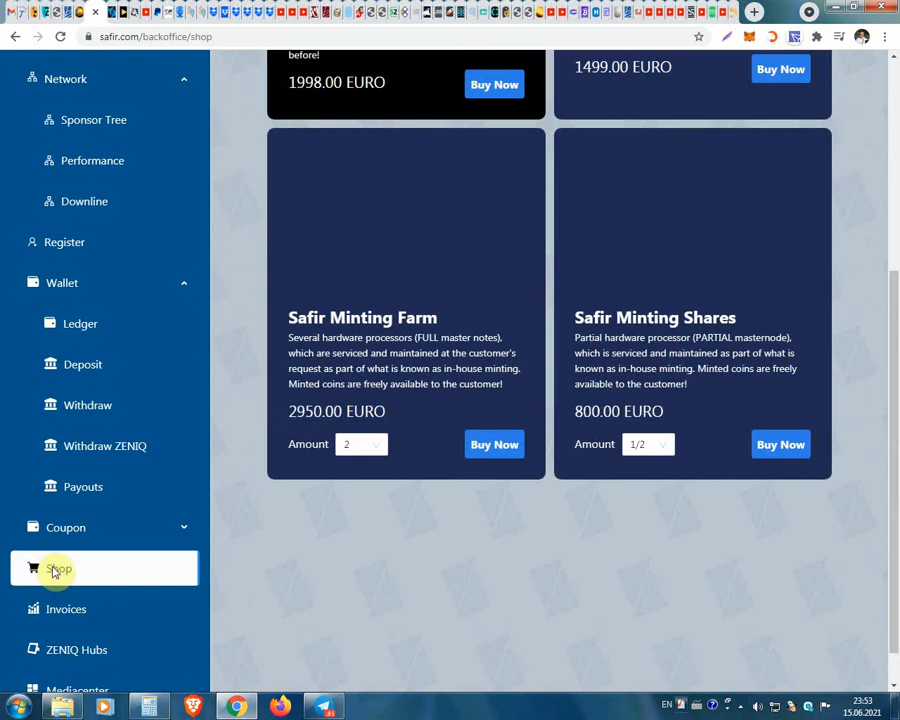 safir.com/backoffice/shop
Network
Sponsor Tree
Performance
Downline
Register
Wallet
Ledger
Deposit
Withdraw
Withdraw ZENIQ
Payouts
Coupon
Shop
Invoices
ZENIQ Hubs
Mediacenter
before!
1998.00 EURO
Buy Now
1499.00 EURO
Buy Now
Safir Minting Farm
Several hardware processors (FULL master notes),
which are serviced and maintained at the customer's
request as part of what is known as in-house minting.
Minted coins are freely available to the customer!
2950.00 EURO
Amount 2
Buy Now
Safir Minting Shares
Partial hardware processor (PARTIAL masternode),
which is serviced and maintained as part of what is
known as in-house minting. Minted coins are freely
available to the customer!
800.00 EURO
Amount 1/2
Buy Now
EN
23:53
15.06.2021